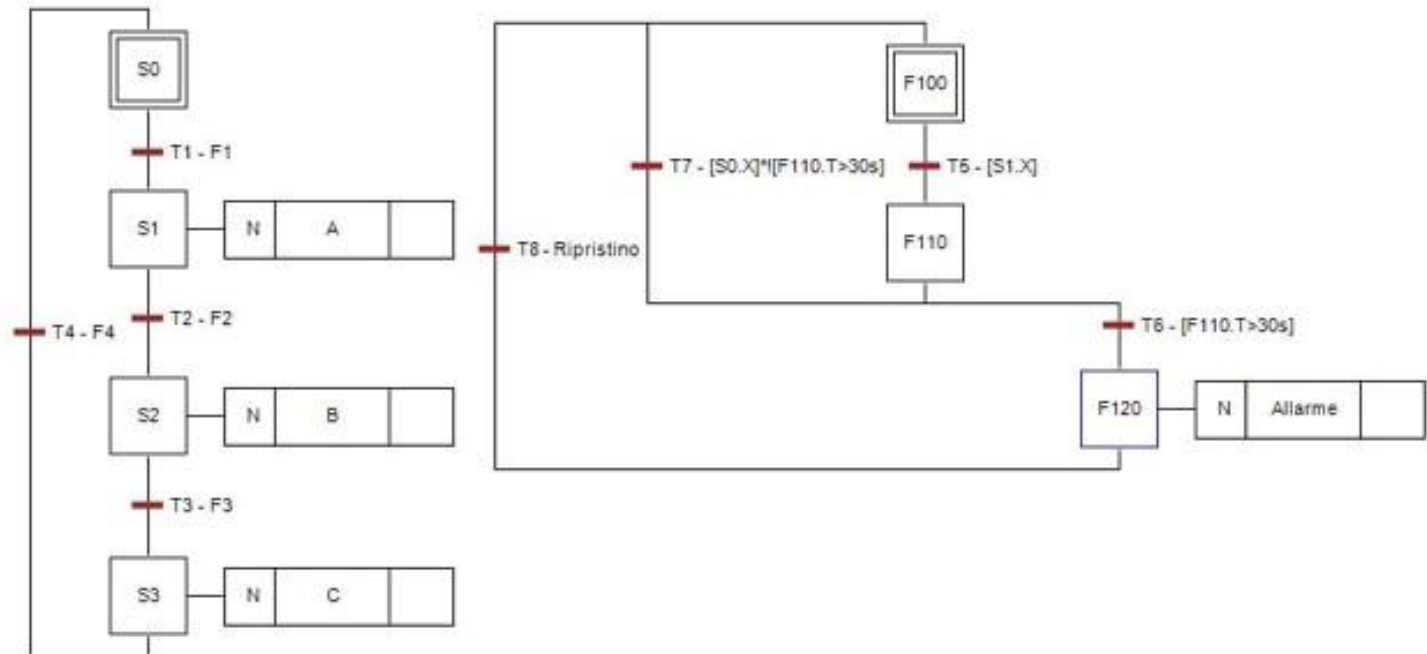 S0
T1 - F1
S1
N
A
T2 - F2
T4 - F4
S2
N
B
T3 - F3
S3
N
C
F100
T7 - [S0.X]*![F110.T>30s]
T5 - [S1.X]
F110
T8 - Ripristino
T6 - [F110.T>30s]
F120
N
Allarme